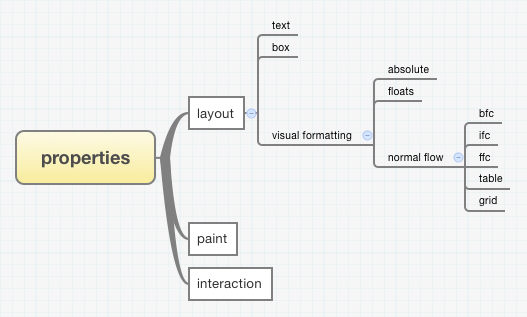 properties
layout
text
box
visual formatting
absolute
floats
normal flow
bfc
ifc
ffc
table
grid
paint
interaction